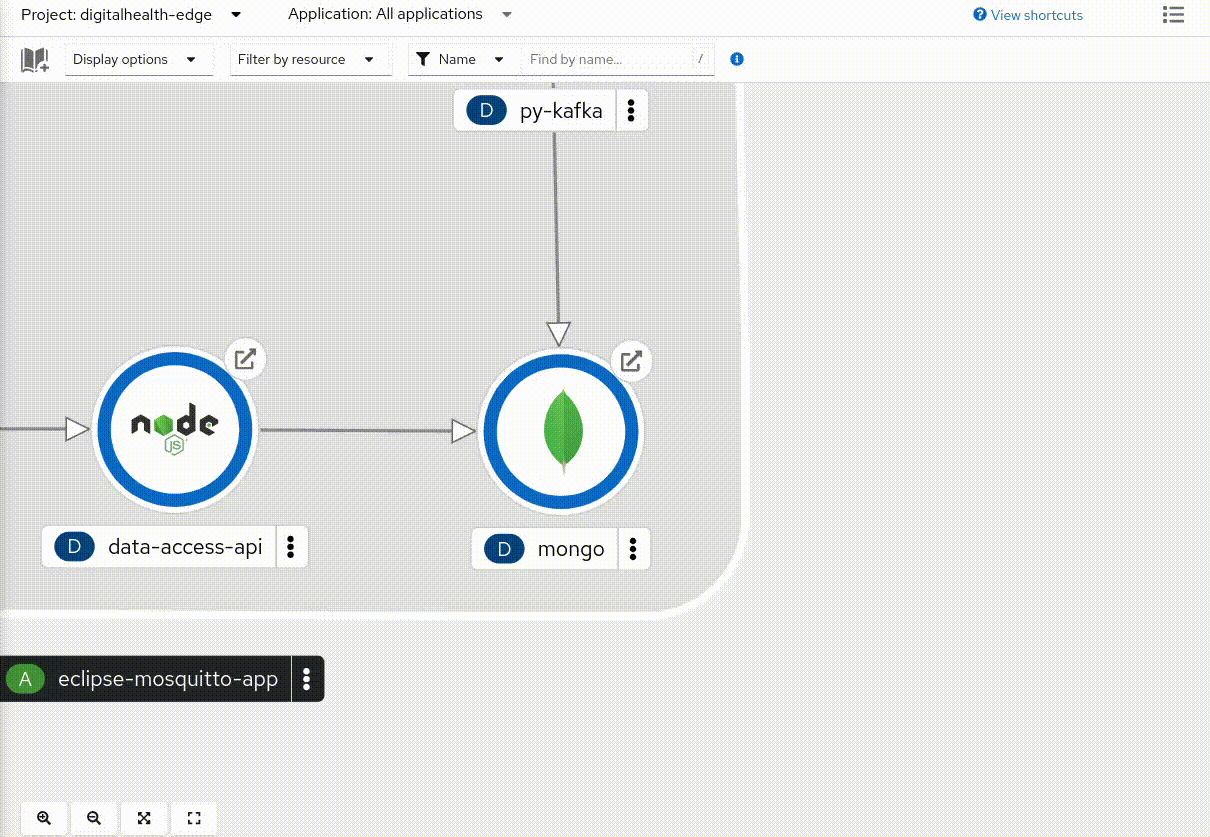 Project: digitalhealth-edge
Application: All applications
View shortcuts
Display options
Filter by resource
Name
Find by name...
/
D py-kafka
node
JS
D data-access-api
D mongo
A eclipse-mosquitto-app